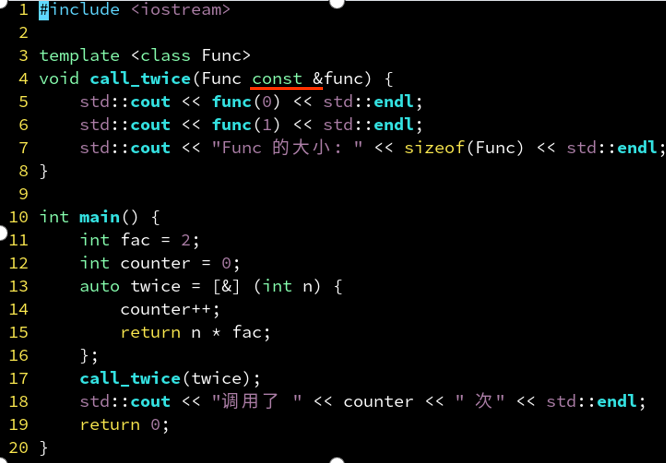 1 #include <iostream>
2
3 template <class Func>
4 void call_twice(Func const &func) {
5     std::cout << func(0) << std::endl;
6     std::cout << func(1) << std::endl;
7     std::cout << "Func 的大小: " << sizeof(Func) << std::endl;
8 }
9
10 int main() {
11     int fac = 2;
12     int counter = 0;
13     auto twice = [&] (int n) {
14         counter++;
15         return n * fac;
16     };
17     call_twice(twice);
18     std::cout << "调用了 " << counter << " 次" << std::endl;
19     return 0;
20 }